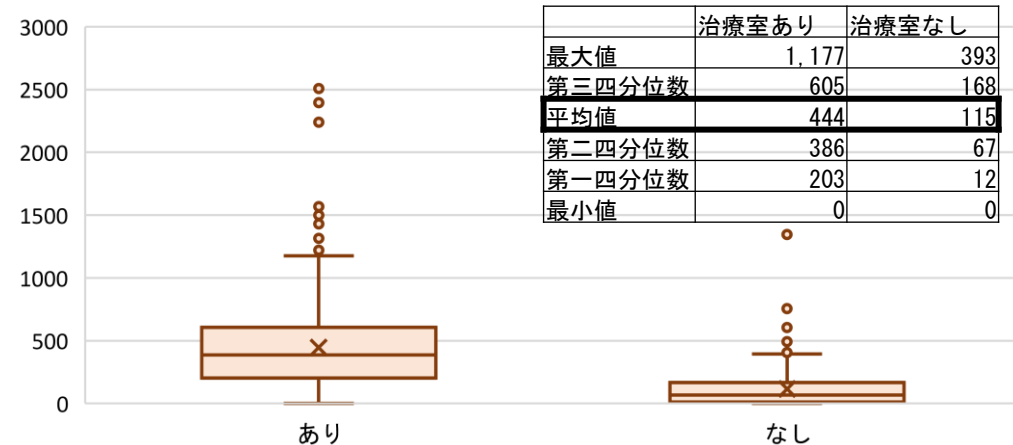 治療室あり 治療室なし
最大値 1,177 393
第三四分位数 605 168
平均値 444 115
第二四分位数 386 67
第一四分位数 203 12
最小値 0 0
3000
2500
2000
1500
1000
500
0
あり なし